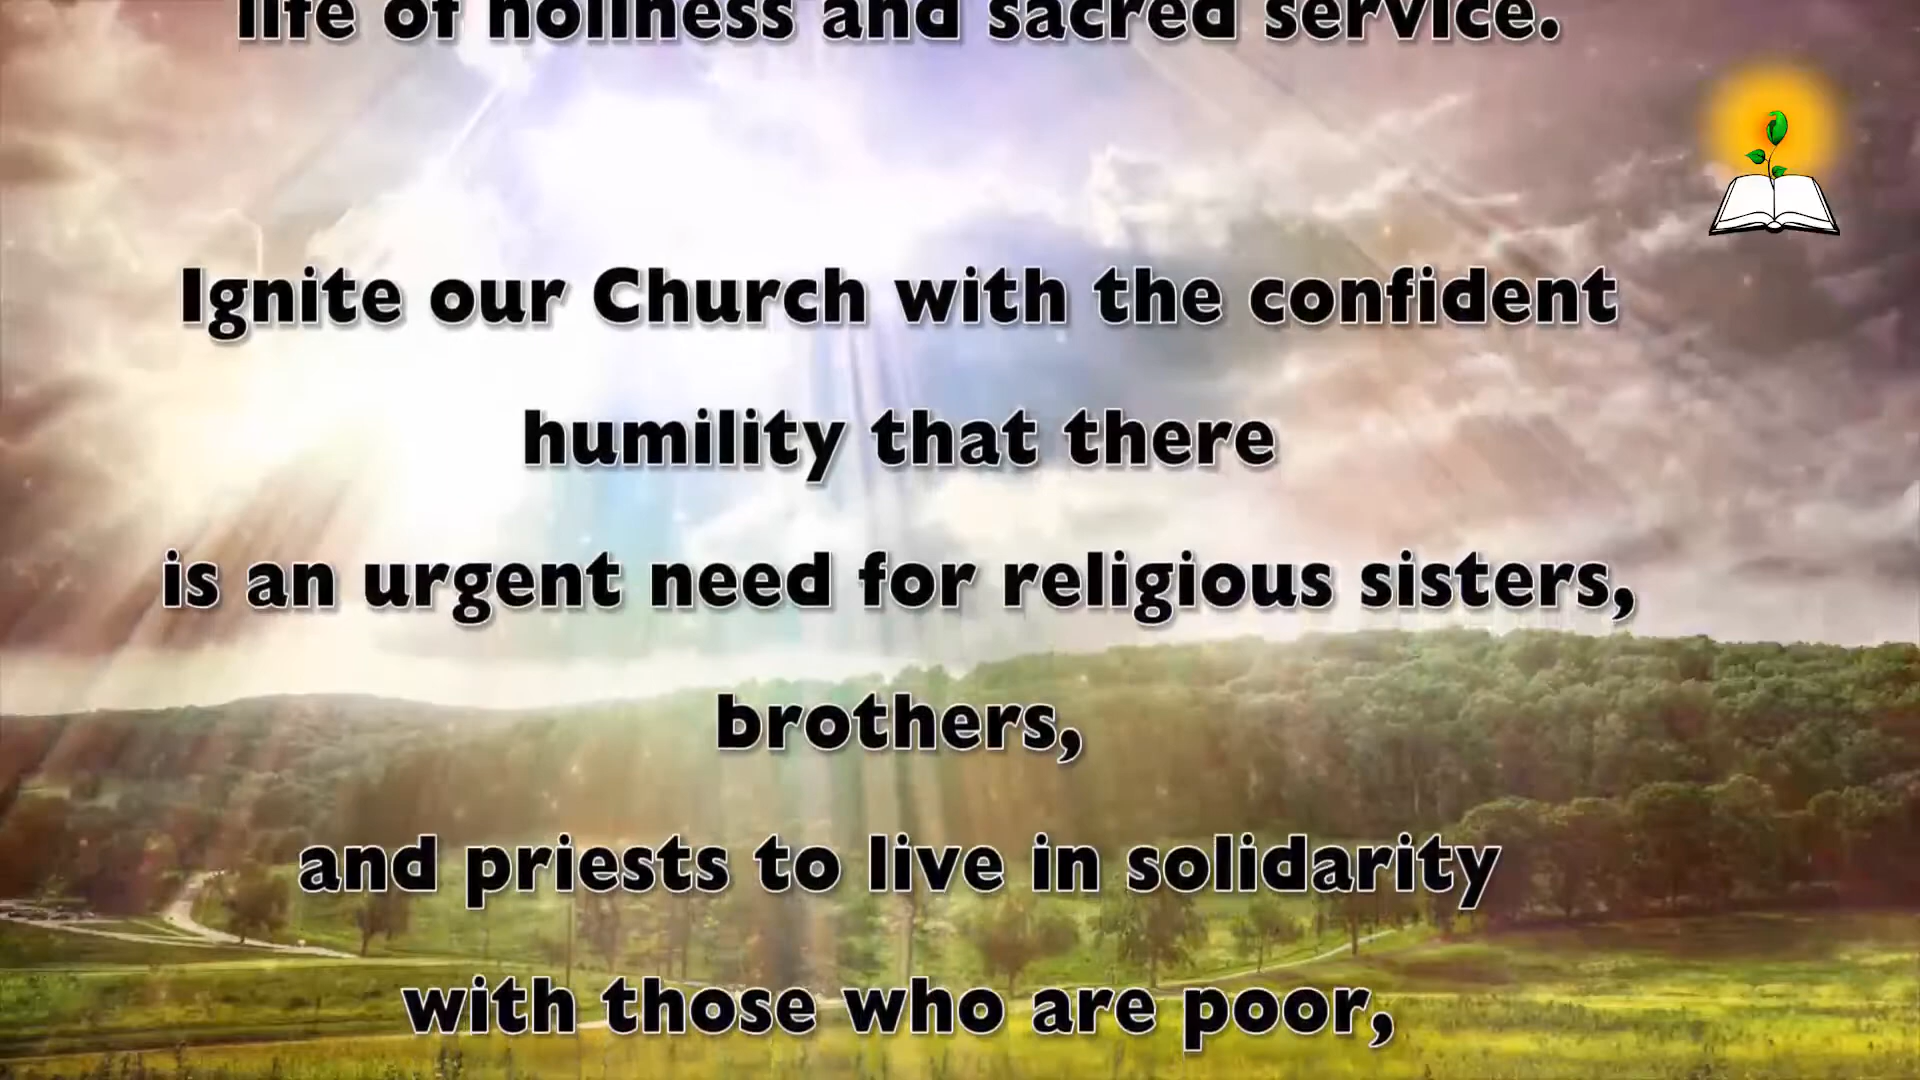 life of holiness and sacred service.
Ignite our Church with the confident
humility that there
is an urgent need for religious sisters,
brothers,
and priests to live in solidarity
with those who are poor,